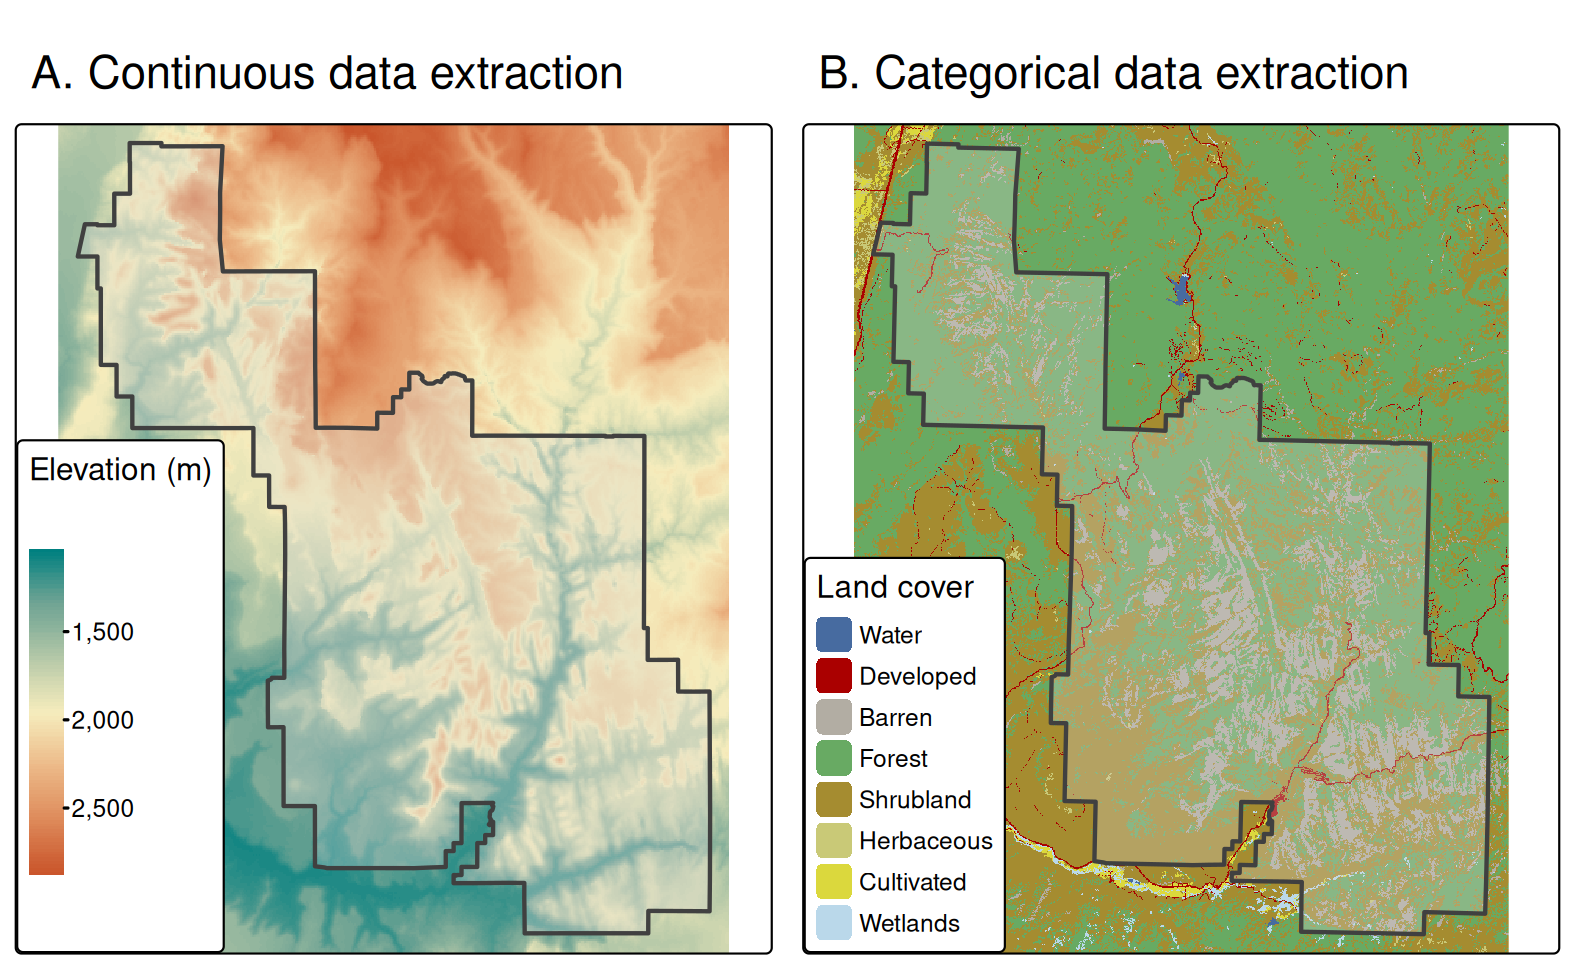 A. Continuous data extraction
B. Categorical data extraction
Elevation (m)
1,500
2,000
2,500
Land cover
Water
Developed
Barren
Forest
Shrubland
Herbaceous
Cultivated
Wetlands